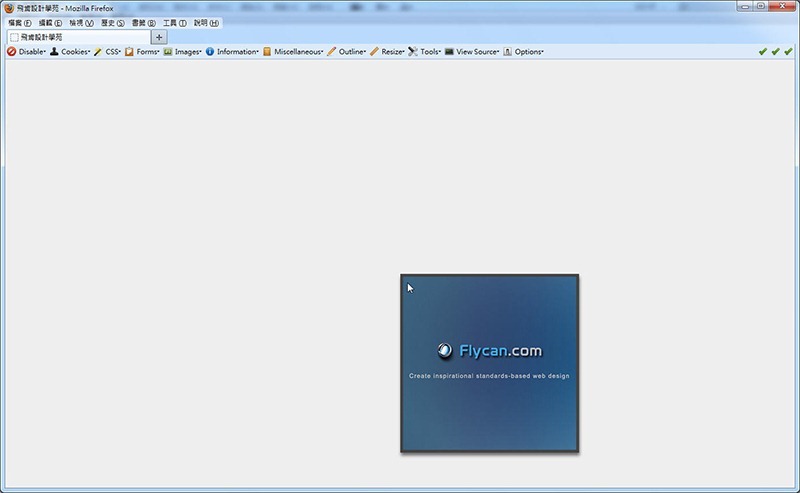 飛肯設計學苑 - Mozilla Firefox
檔案(F) 編輯(E) 檢視(V) 歷史(S) 書籤(B) 工具(T) 說明(H)
飛肯設計學苑 +
Disable Cookies CSS Forms Images Information Miscellaneous Outline Resize Tools View Source Options
Flycan.com
Create inspirational standards-based web design